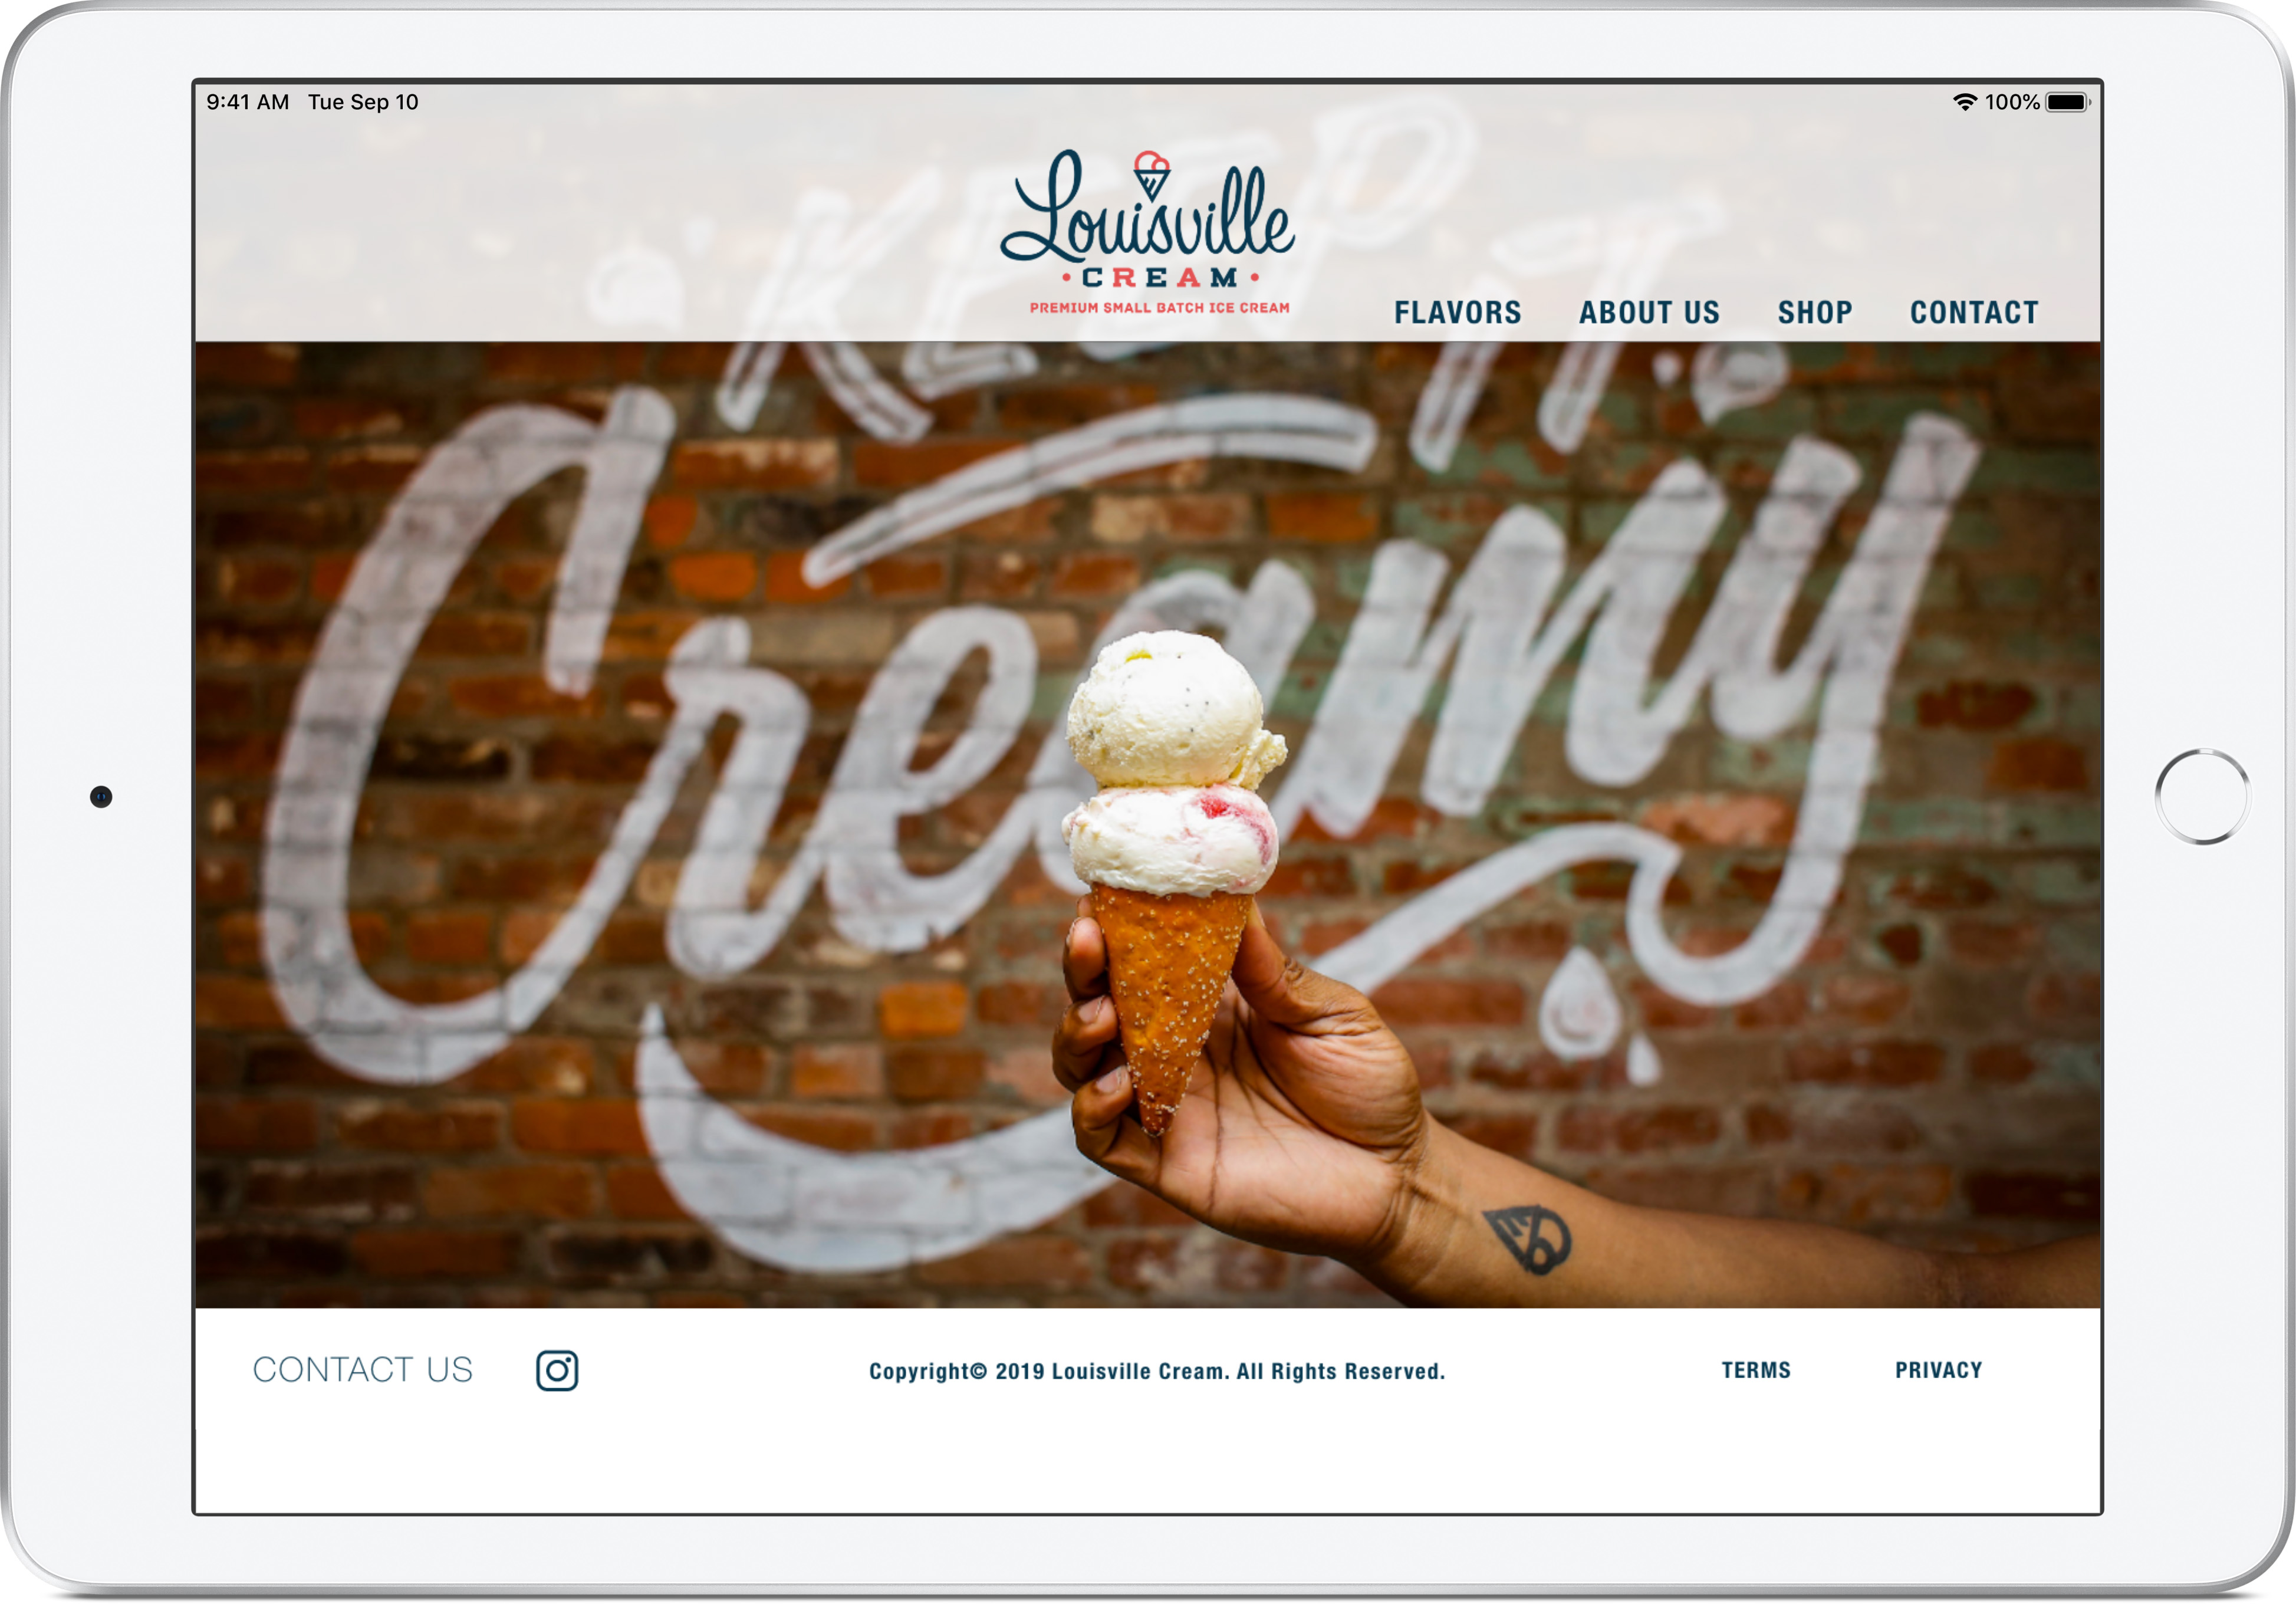 9:41 AM Tue Sep 10
100%
Louisville
CREAM
PREMIUM SMALL BATCH ICE CREAM
FLAVORS ABOUT US SHOP CONTACT
KEEP IT
Creamy
CONTACT US
Copyright© 2019 Louisville Cream. All Rights Reserved.
TERMS PRIVACY